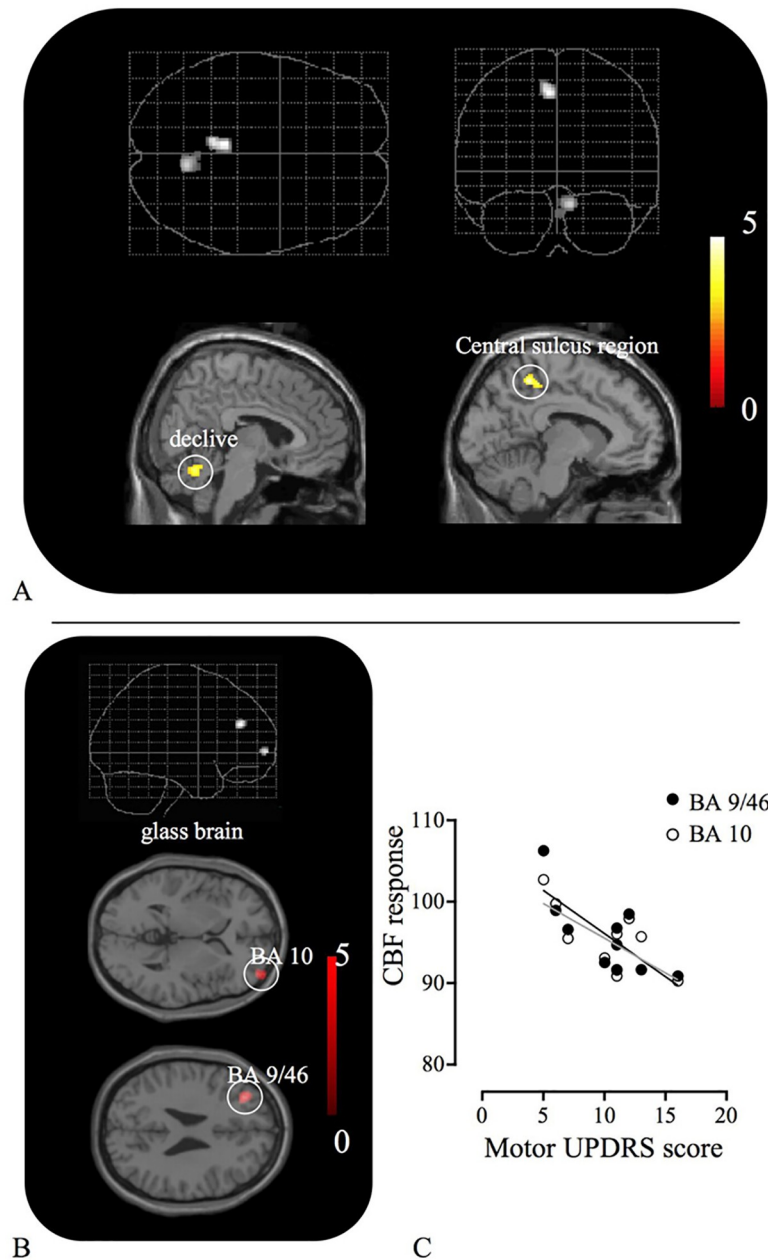 5
Central sulcus region
0
declive
A
glass brain
BA 10
5
BA 9/46
0
B
BA 9/46
BA 10
110
100
90
80
CBF response
0 5 10 15 20
Motor UPDRS score
C